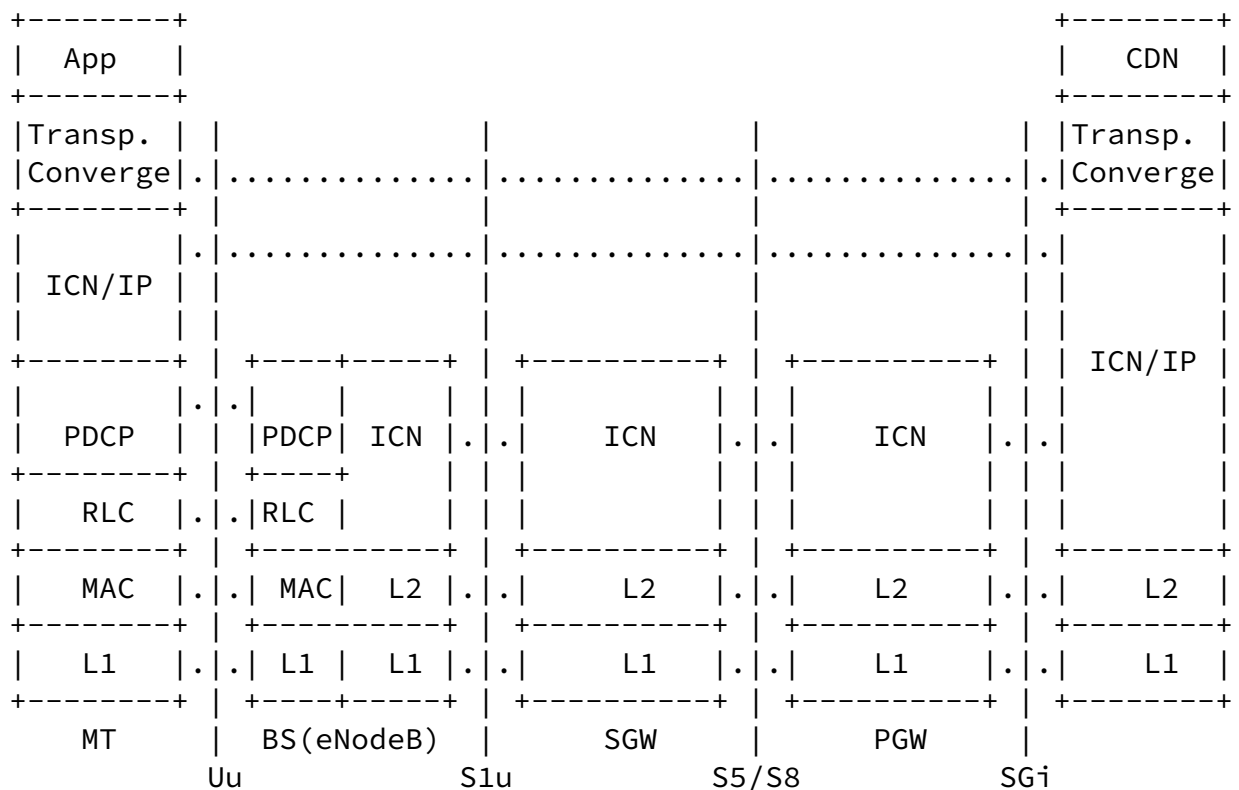 App CDN
Transp. Transp.
Converge Converge
ICN/IP
ICN/IP
PDCP PDCP ICN ICN ICN
RLC RLC
MAC MAC L2 L2 L2 L2
L1 L1 L1 L1 L1 L1
MT BS(eNodeB) SGW PGW
Uu S1u S5/S8 SGi